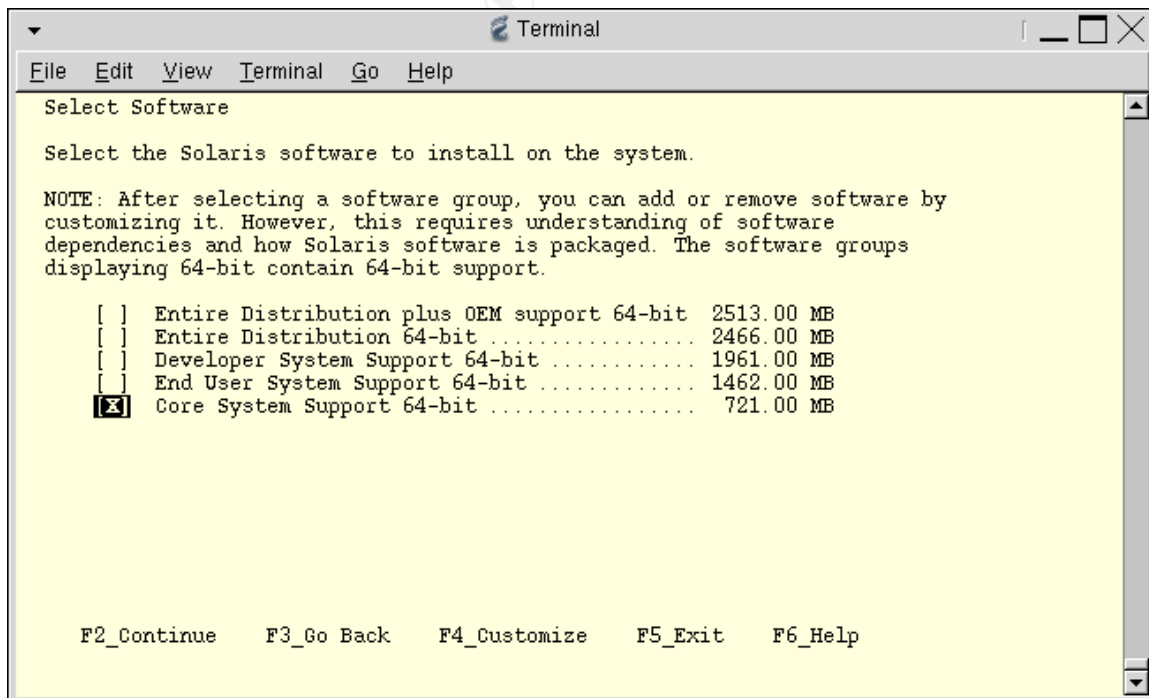 Terminal
File Edit View Terminal Go Help
Select Software
Select the Solaris software to install on the system.
NOTE: After selecting a software group, you can add or remove software by
customizing it. However, this requires understanding of software
dependencies and how Solaris software is packaged. The software groups
displaying 64-bit contain 64-bit support.
[ ] Entire Distribution plus OEM support 64-bit 2513.00 MB
[ ] Entire Distribution 64-bit ................. 2466.00 MB
[ ] Developer System Support 64-bit ............ 1961.00 MB
[ ] End User System Support 64-bit ............. 1462.00 MB
[X] Core System Support 64-bit ................. 721.00 MB
F2_Continue F3_Go Back F4_Customize F5_Exit F6_Help